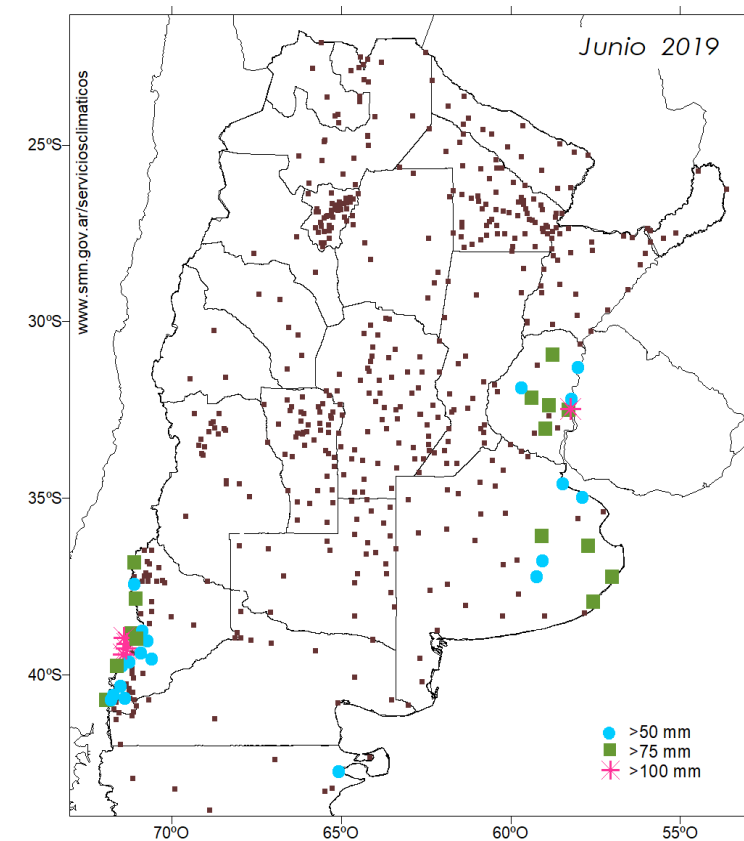 Junio 2019
www.smn.gov.ar/serviciosclimaticos
25ºS
30ºS
35ºS
40ºS
>50 mm
>75 mm
>100 mm
70ºO
65ºO
60ºO
55ºO